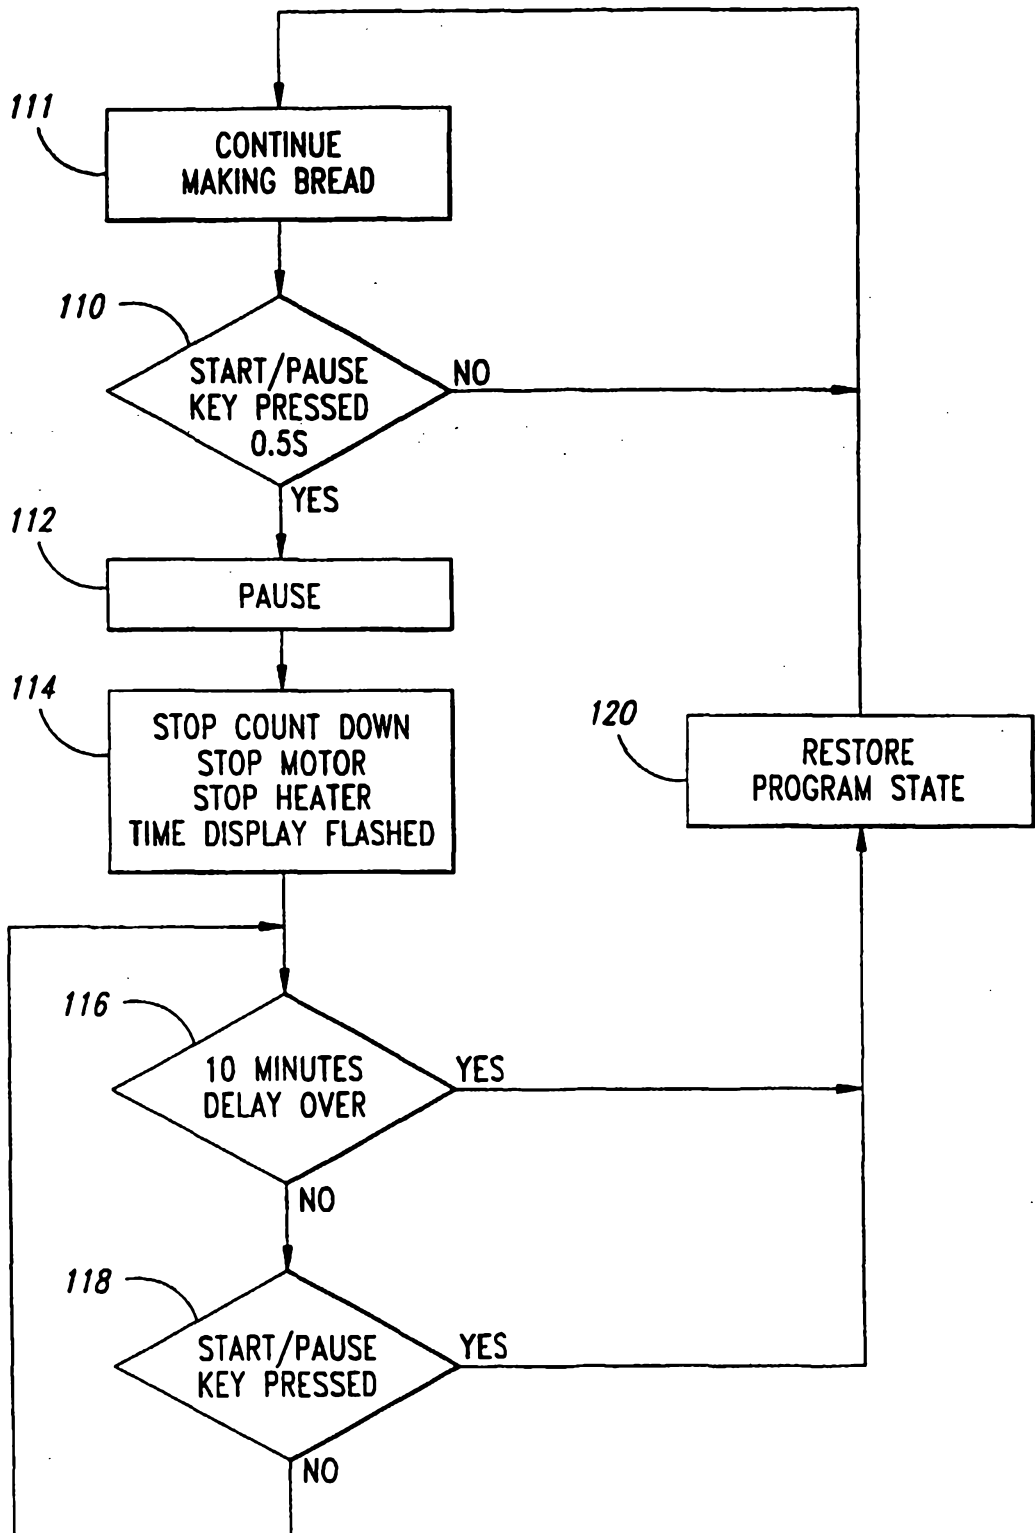 111
CONTINUE
MAKING BREAD
110
START/PAUSE
KEY PRESSED
0.5S
NO
YES
112
PAUSE
114
STOP COUNT DOWN
STOP MOTOR
STOP HEATER
TIME DISPLAY FLASHED
120
RESTORE
PROGRAM STATE
116
10 MINUTES
DELAY OVER
YES
NO
118
START/PAUSE
KEY PRESSED
YES
NO